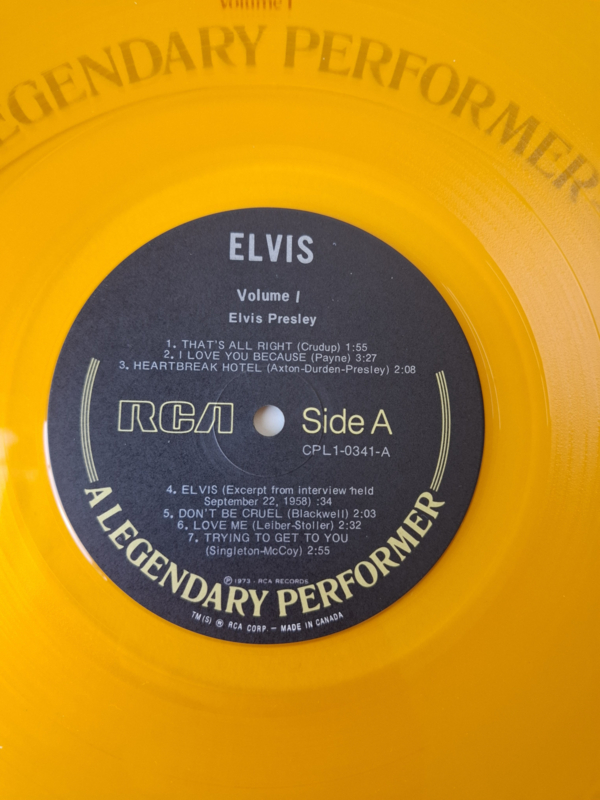 Volume I
LEGENDARY PERFORMER
ELVIS
Volume I
Elvis Presley
1. THAT'S ALL RIGHT (Crudup) 1:55
2. I LOVE YOU BECAUSE (Payne) 3:27
3. HEARTBREAK HOTEL (Axton-Durden-Presley) 2:08
RCA
Side A
CPL1-0341-A
4. ELVIS (Excerpt from interview held
September 22, 1958) :34
5. DON'T BE CRUEL (Blackwell) 2:03
6. LOVE ME (Leiber-Stoller) 2:32
7. TRYING TO GET TO YOU
(Singleton-McCoy) 2:55
℗ 1973 - RCA RECORDS
A LEGENDARY PERFORMER
TM(S) ® RCA CORP. — MADE IN CANADA